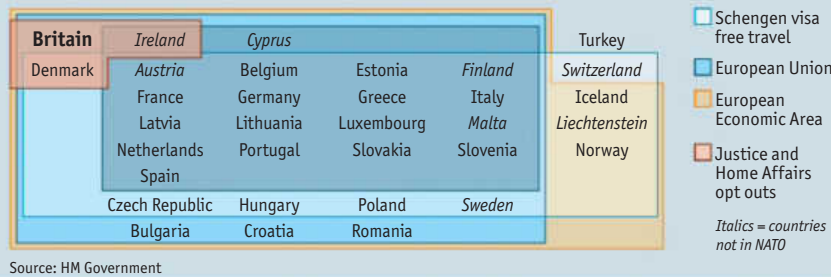 Britain Ireland Cyprus Turkey
Denmark Austria Belgium Estonia Finland Switzerland
France Germany Greece Italy Iceland
Latvia Lithuania Luxembourg Malta Liechtenstein
Netherlands Portugal Slovakia Slovenia Norway
Spain
Czech Republic Hungary Poland Sweden
Bulgaria Croatia Romania
Schengen visa
free travel
European Union
European
Economic Area
Justice and
Home Affairs
opt outs
Italics = countries
not in NATO
Source: HM Government